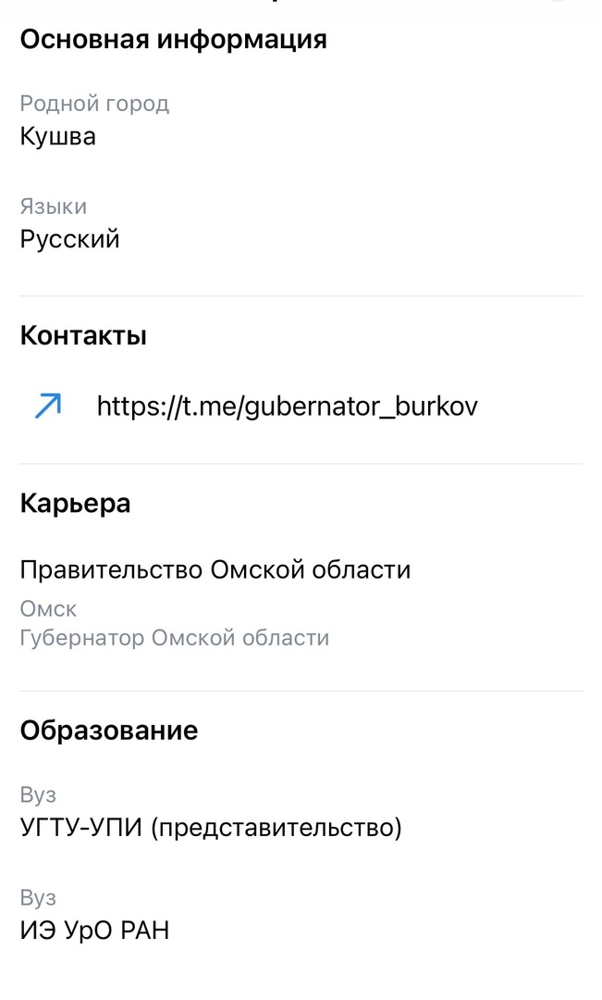 Основная информация
Родной город
Кушва
Языки
Русский
Контакты
https://t.me/gubernator_burkov
Карьера
Правительство Омской области
Омск
Губернатор Омской области
Образование
Вуз
УГТУ-УПИ (представительство)
Вуз
ИЭ УрО РАН